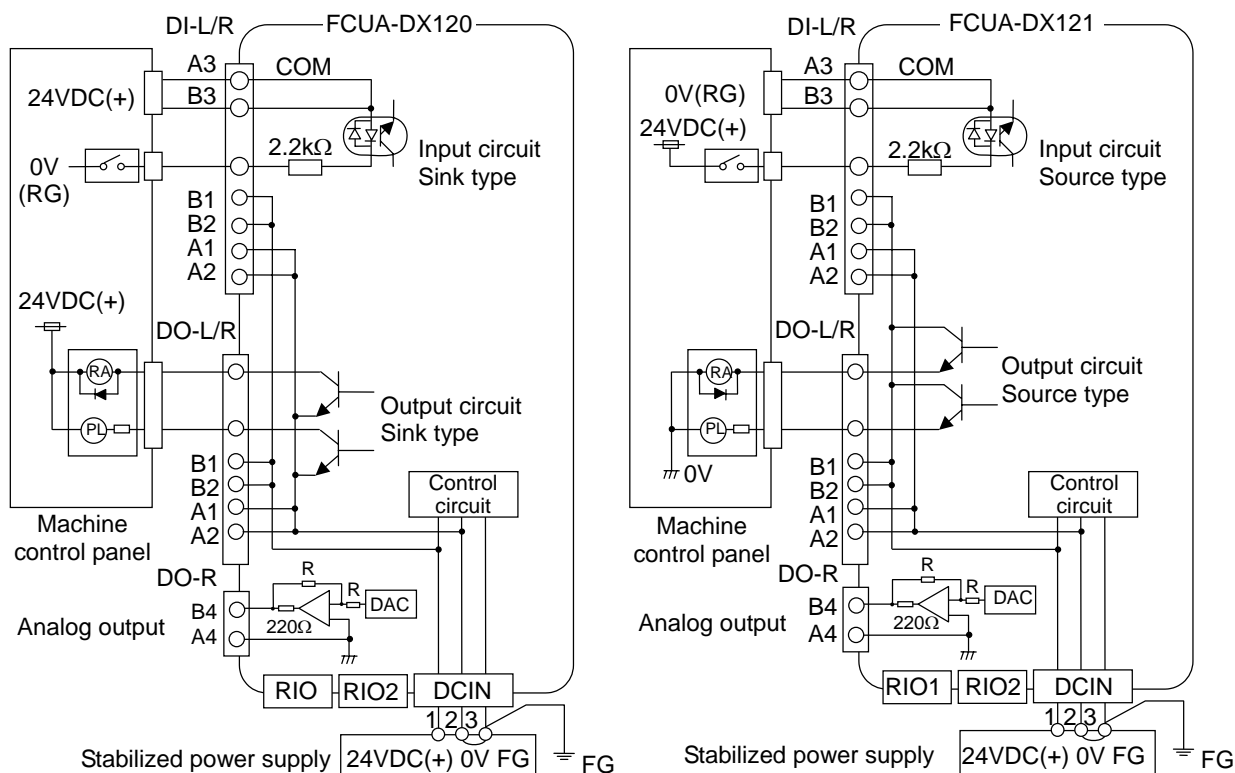 FCUA-DX120
DI-L/R
A3
COM
24VDC(+)
B3
2.2kΩ
Input circuit
Sink type
0V
(RG)
B1
B2
A1
A2
24VDC(+)
DO-L/R
RA
PL
Output circuit
Sink type
B1
B2
A1
A2
Control
circuit
Machine
control panel
DO-R
R
R
DAC
B4
220Ω
Analog output
A4
RIO
RIO2
DCIN
1 2 3
Stabilized power supply
24VDC(+) 0V FG
FG
FCUA-DX121
DI-L/R
A3
COM
0V(RG)
B3
24VDC(+)
2.2kΩ
Input circuit
Source type
B1
B2
A1
A2
DO-L/R
RA
PL
Output circuit
Source type
0V
B1
B2
A1
A2
Control
circuit
Machine
control panel
DO-R
R
R
DAC
B4
220Ω
Analog output
A4
RIO1
RIO2
DCIN
1 2 3
Stabilized power supply
24VDC(+) 0V FG
FG